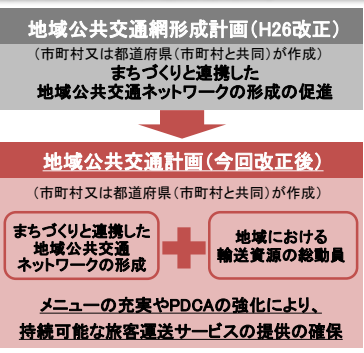 地域公共交通網形成計画(H26改正)
(市町村又は都道府県(市町村と共同)が作成)
まちづくりと連携した
地域公共交通ネットワークの形成の促進
地域公共交通計画(今回改正後)
(市町村又は都道府県(市町村と共同)が作成)
まちづくりと連携した
地域公共交通
ネットワークの形成
地域における
輸送資源の総動員
メニューの充実やPDCAの強化により、
持続可能な旅客運送サービスの提供の確保